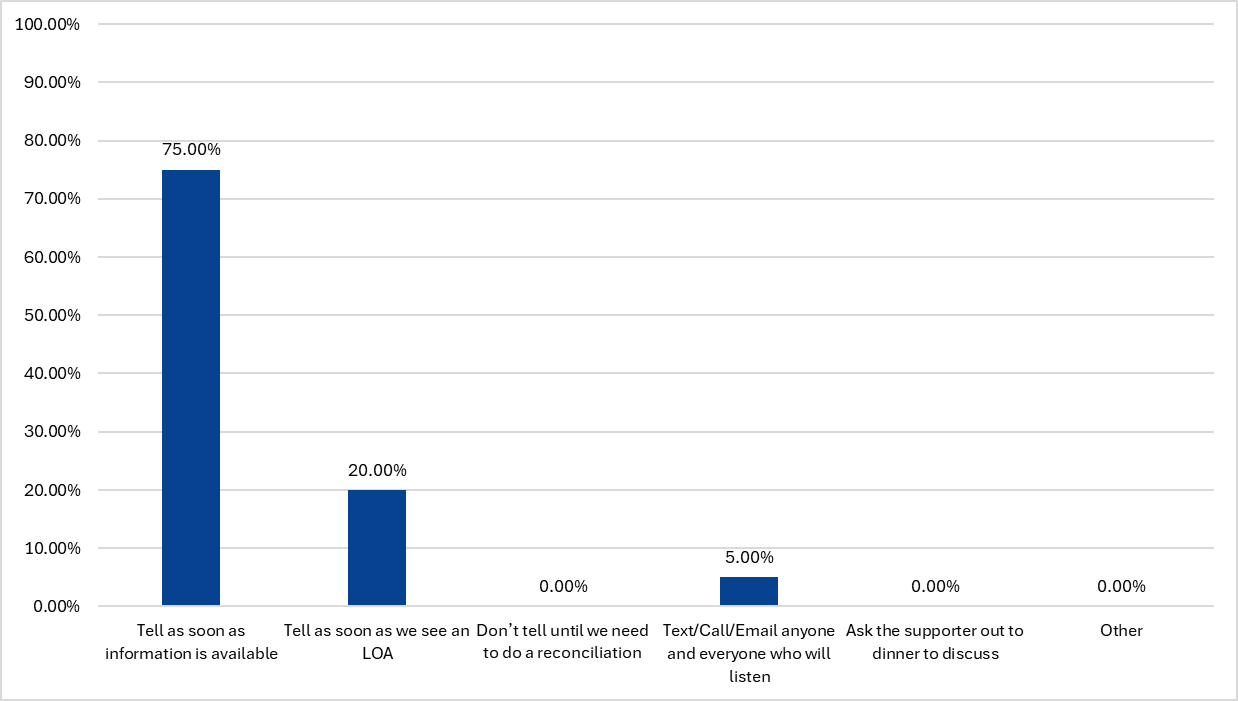 100.00%
90.00%
80.00%
70.00%
60.00%
50.00%
40.00%
30.00%
20.00%
10.00%
0.00%
75.00%
20.00%
0.00%
5.00%
0.00%
0.00%
Tell as soon as
information is available
Tell as soon as we see an
LOA
Don’t tell until we need
to do a reconciliation
Text/Call/Email anyone
and everyone who will
listen
Ask the supporter out to
dinner to discuss
Other